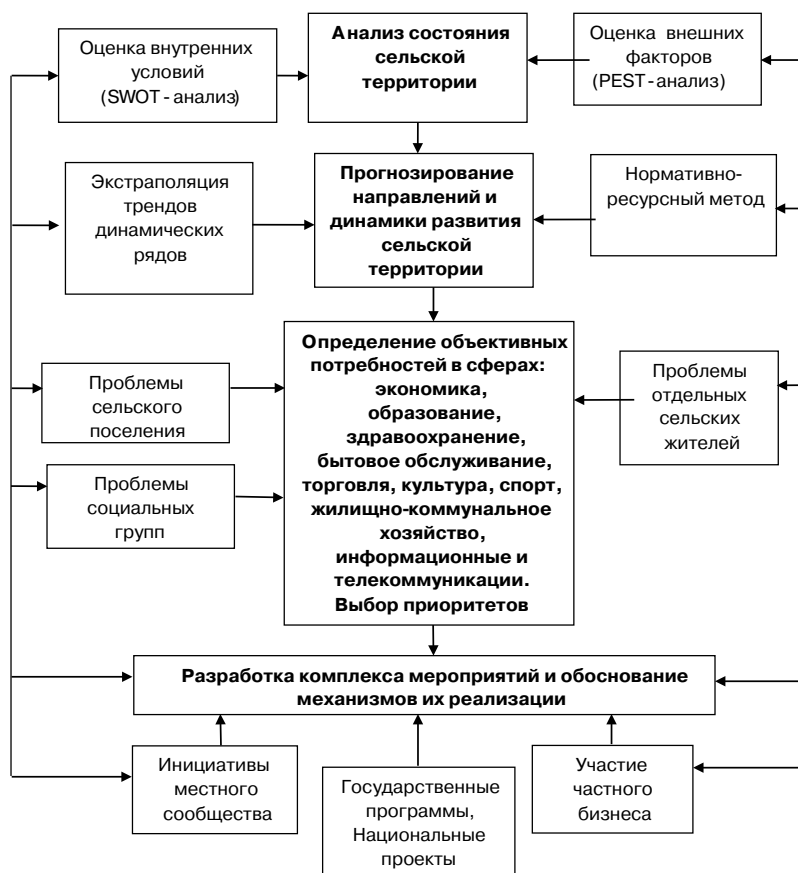 Оценка внутренних
условий
(SWOT - анализ)
Анализ состояния
сельской
территории
Оценка внешних
факторов
(PEST - анализ)
Экстраполяция
трендов
динамических
рядов
Прогнозирование
направлений и
динамики развития
сельской
территории
Нормативно-
ресурсный метод
Проблемы
сельского
поселения
Проблемы
социальных
групп
Определение объективных
потребностей в сферах:
экономика,
образование,
здравоохранение,
бытовое обслуживание,
торговля, культура, спорт,
жилищно-коммунальное
хозяйство,
информационные и
телекоммуникации.
Выбор приоритетов
Проблемы
отдельных
сельских
жителей
Разработка комплекса мероприятий и обоснование
механизмов их реализации
Инициативы
местного
сообщества
Государственные
программы,
Национальные
проекты
Участие
частного
бизнеса